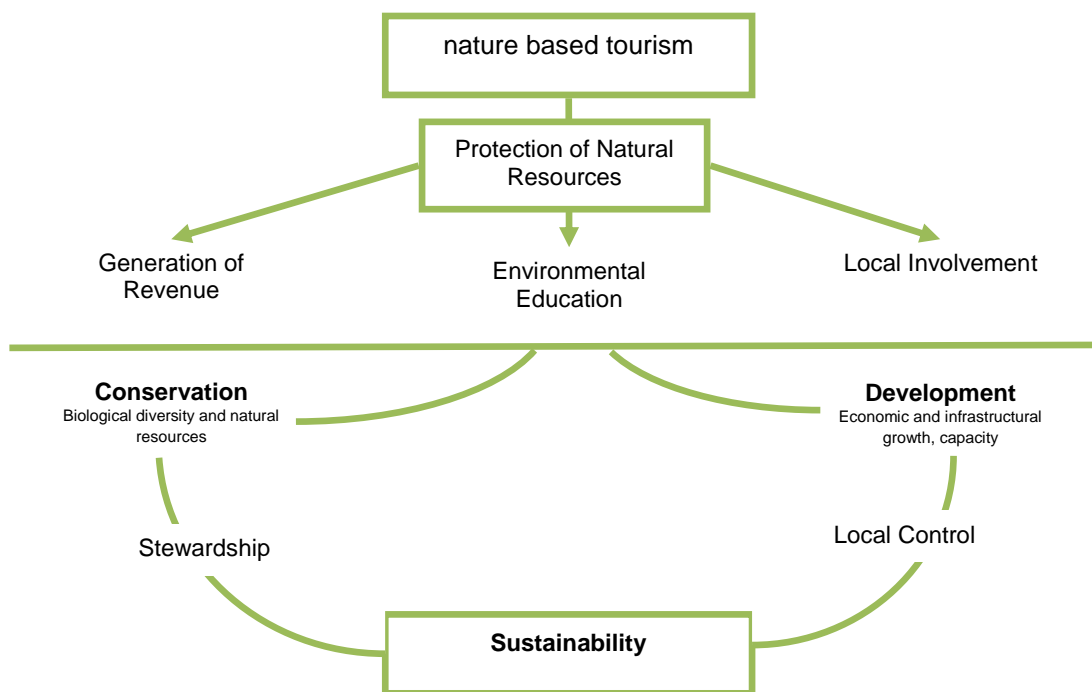 nature based tourism
Protection of Natural
Resources
Generation of
Revenue
Environmental
Education
Local Involvement
Conservation
Biological diversity and natural
resources
Development
Economic and infrastructural
growth, capacity
Stewardship
Local Control
Sustainability